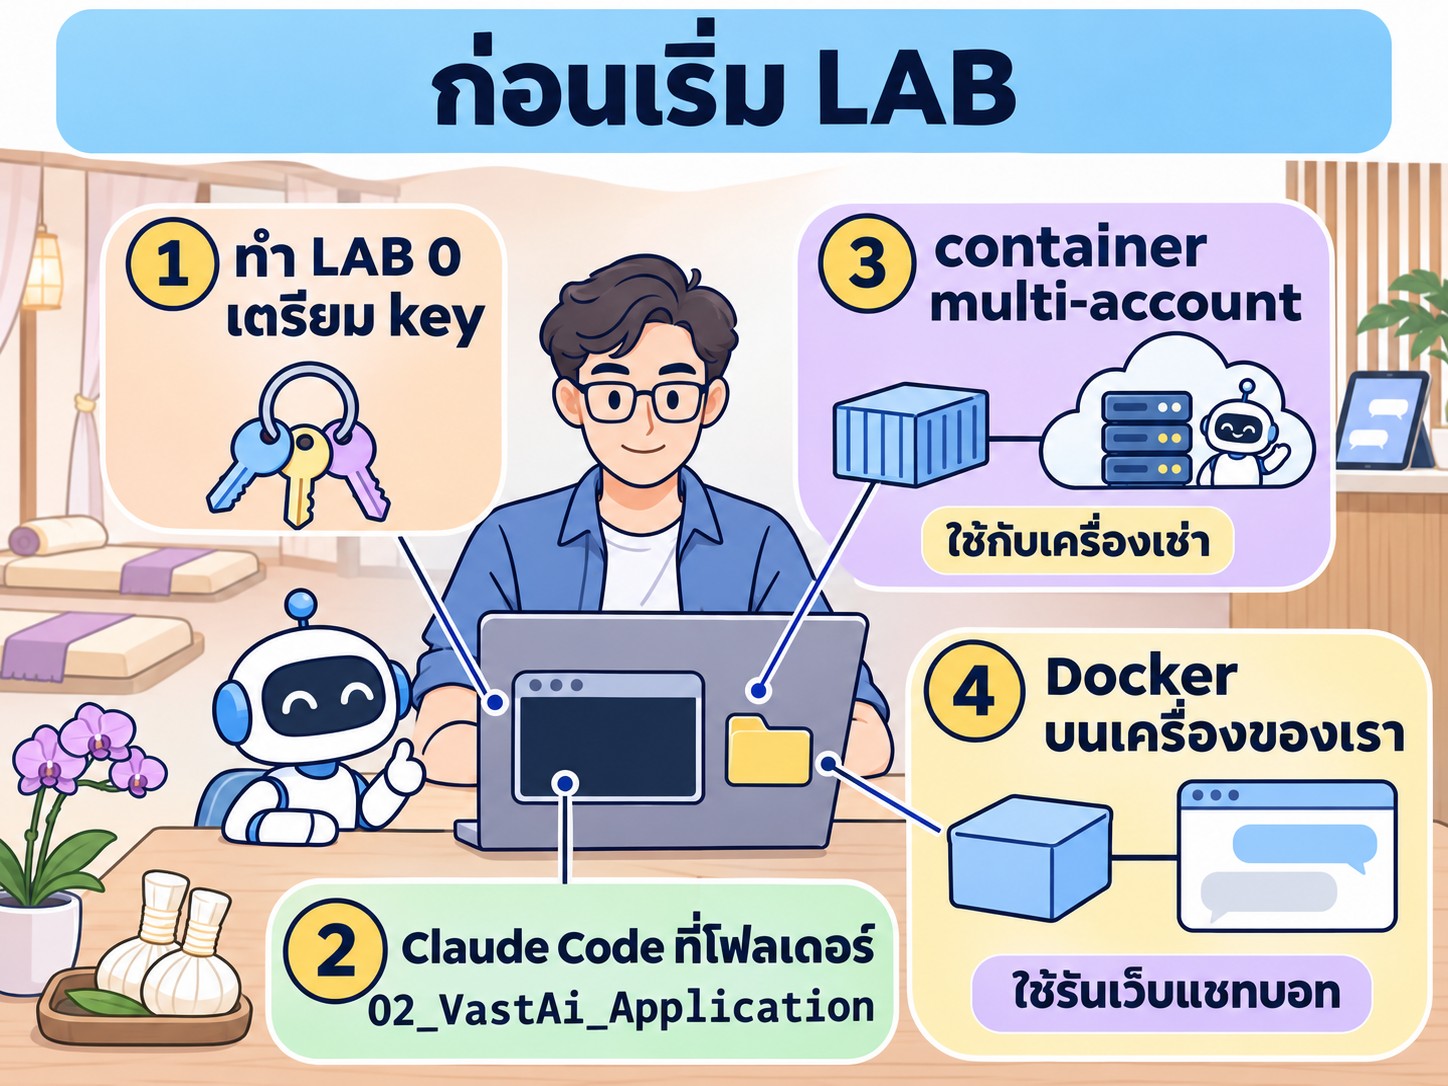 ก่อนเริ่ม LAB
1
ทำ LAB 0
เตรียม key
2
Claude Code ที่โฟลเดอร์
02_VastAi_Application
3
container
multi-account
ใช้กับเครื่องเช่า
4
Docker
บนเครื่องของเรา
ใช้รันเว็บแชทบอท